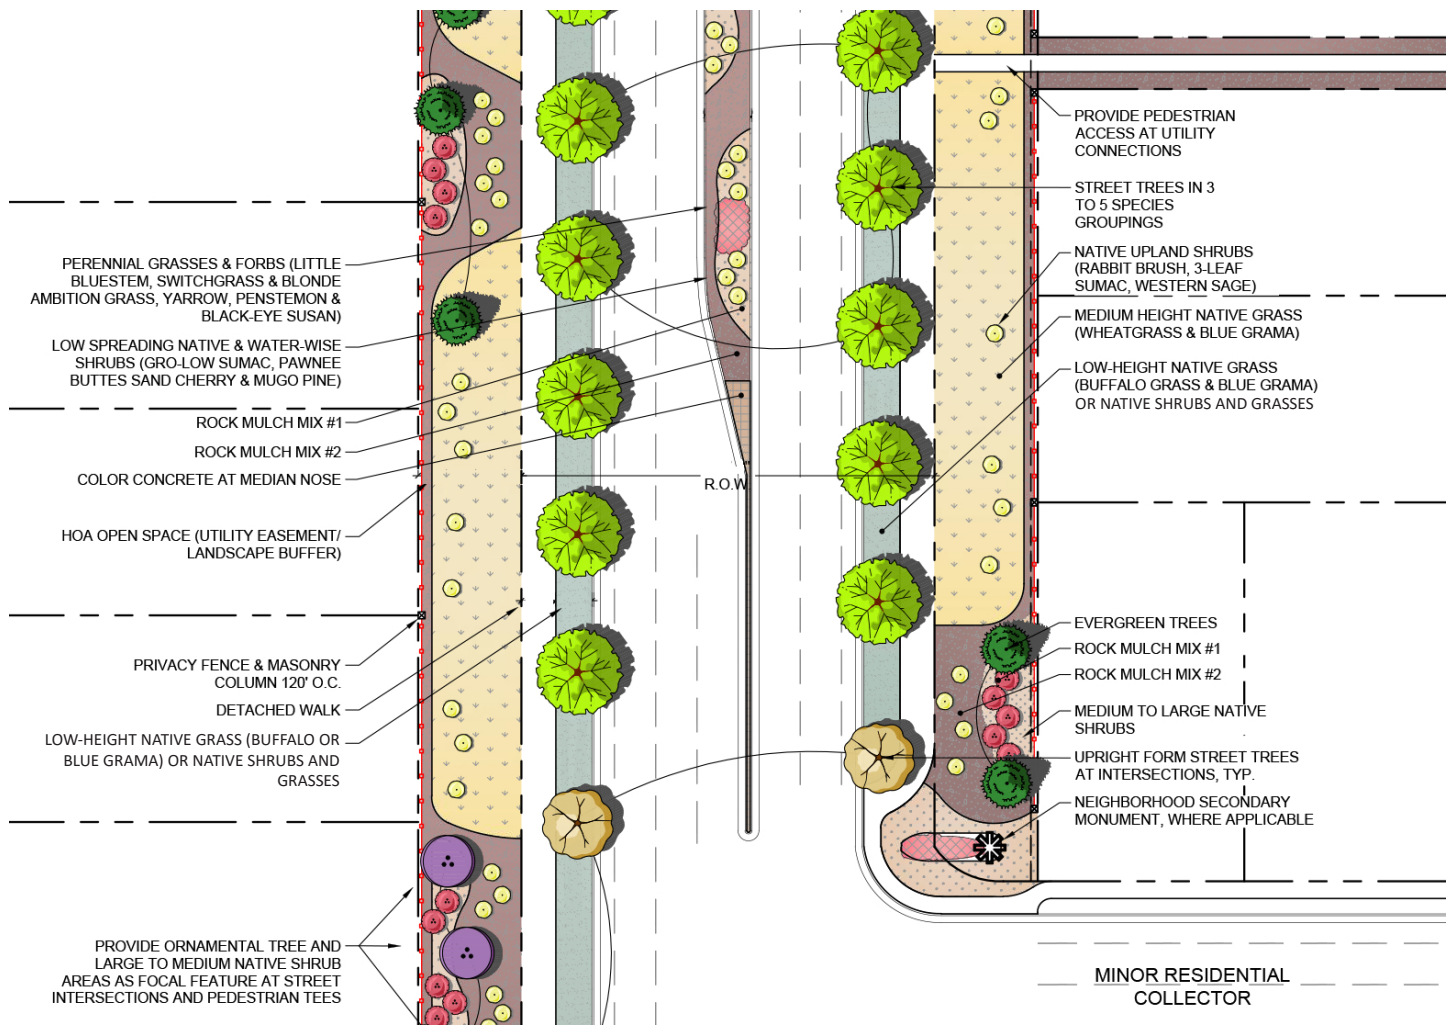 PERENNIAL GRASSES & FORBS (LITTLE
BLUESTEM, SWITCHGRASS & BLONDE
AMBITION GRASS, YARROW, PENSTEMON &
BLACK-EYE SUSAN)
LOW SPREADING NATIVE & WATER-WISE
SHRUBS (GRO-LOW SUMAC, PAWNEE
BUTTES SAND CHERRY & MUGO PINE)
ROCK MULCH MIX #1
ROCK MULCH MIX #2
COLOR CONCRETE AT MEDIAN NOSE
HOA OPEN SPACE (UTILITY EASEMENT/
LANDSCAPE BUFFER)
PRIVACY FENCE & MASONRY
COLUMN 120' O.C.
DETACHED WALK
LOW-HEIGHT NATIVE GRASS (BUFFALO OR
BLUE GRAMA) OR NATIVE SHRUBS AND
GRASSES
PROVIDE ORNAMENTAL TREE AND
LARGE TO MEDIUM NATIVE SHRUB
AREAS AS FOCAL FEATURE AT STREET
INTERSECTIONS AND PEDESTRIAN TEES
R.O.W.
PROVIDE PEDESTRIAN
ACCESS AT UTILITY
CONNECTIONS
STREET TREES IN 3
TO 5 SPECIES
GROUPINGS
NATIVE UPLAND SHRUBS
(RABBIT BRUSH, 3-LEAF
SUMAC, WESTERN SAGE)
MEDIUM HEIGHT NATIVE GRASS
(WHEATGRASS & BLUE GRAMA)
LOW-HEIGHT NATIVE GRASS
(BUFFALO GRASS & BLUE GRAMA)
OR NATIVE SHRUBS AND GRASSES
EVERGREEN TREES
ROCK MULCH MIX #1
ROCK MULCH MIX #2
MEDIUM TO LARGE NATIVE
SHRUBS
UPRIGHT FORM STREET TREES
AT INTERSECTIONS, TYP.
NEIGHBORHOOD SECONDARY
MONUMENT, WHERE APPLICABLE
MINOR RESIDENTIAL
COLLECTOR